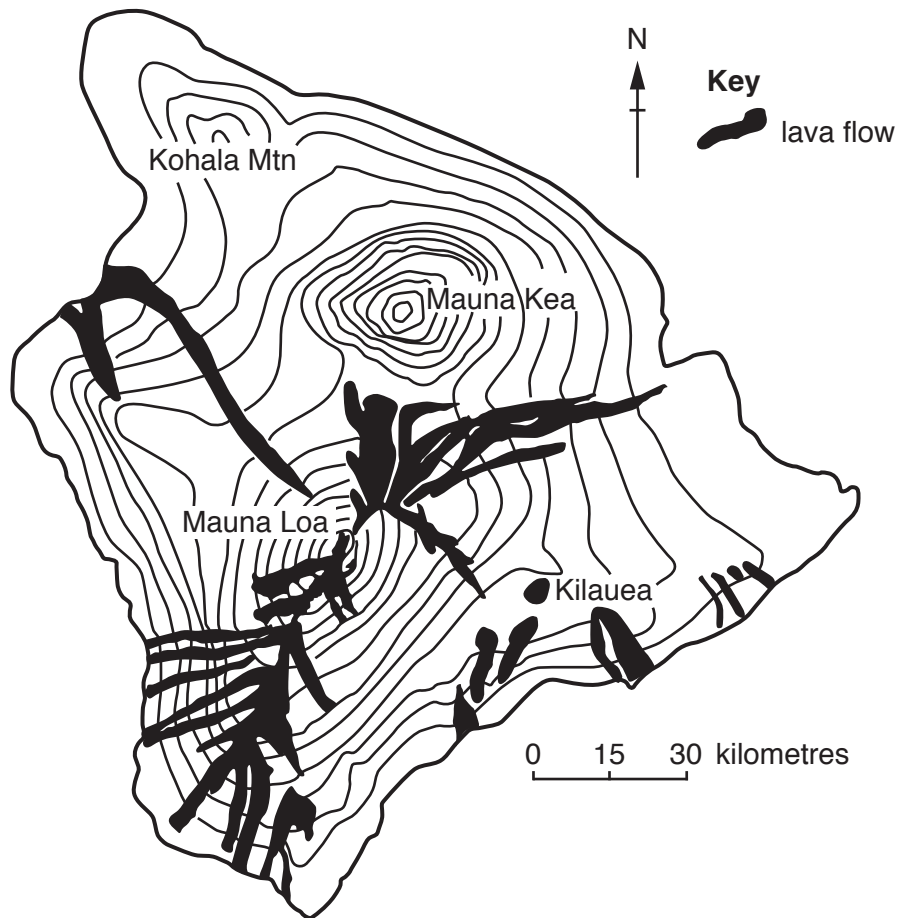 N
Key
lava flow
Kohala Mtn
Mauna Kea
Mauna Loa
Kilauea
0 15 30 kilometres